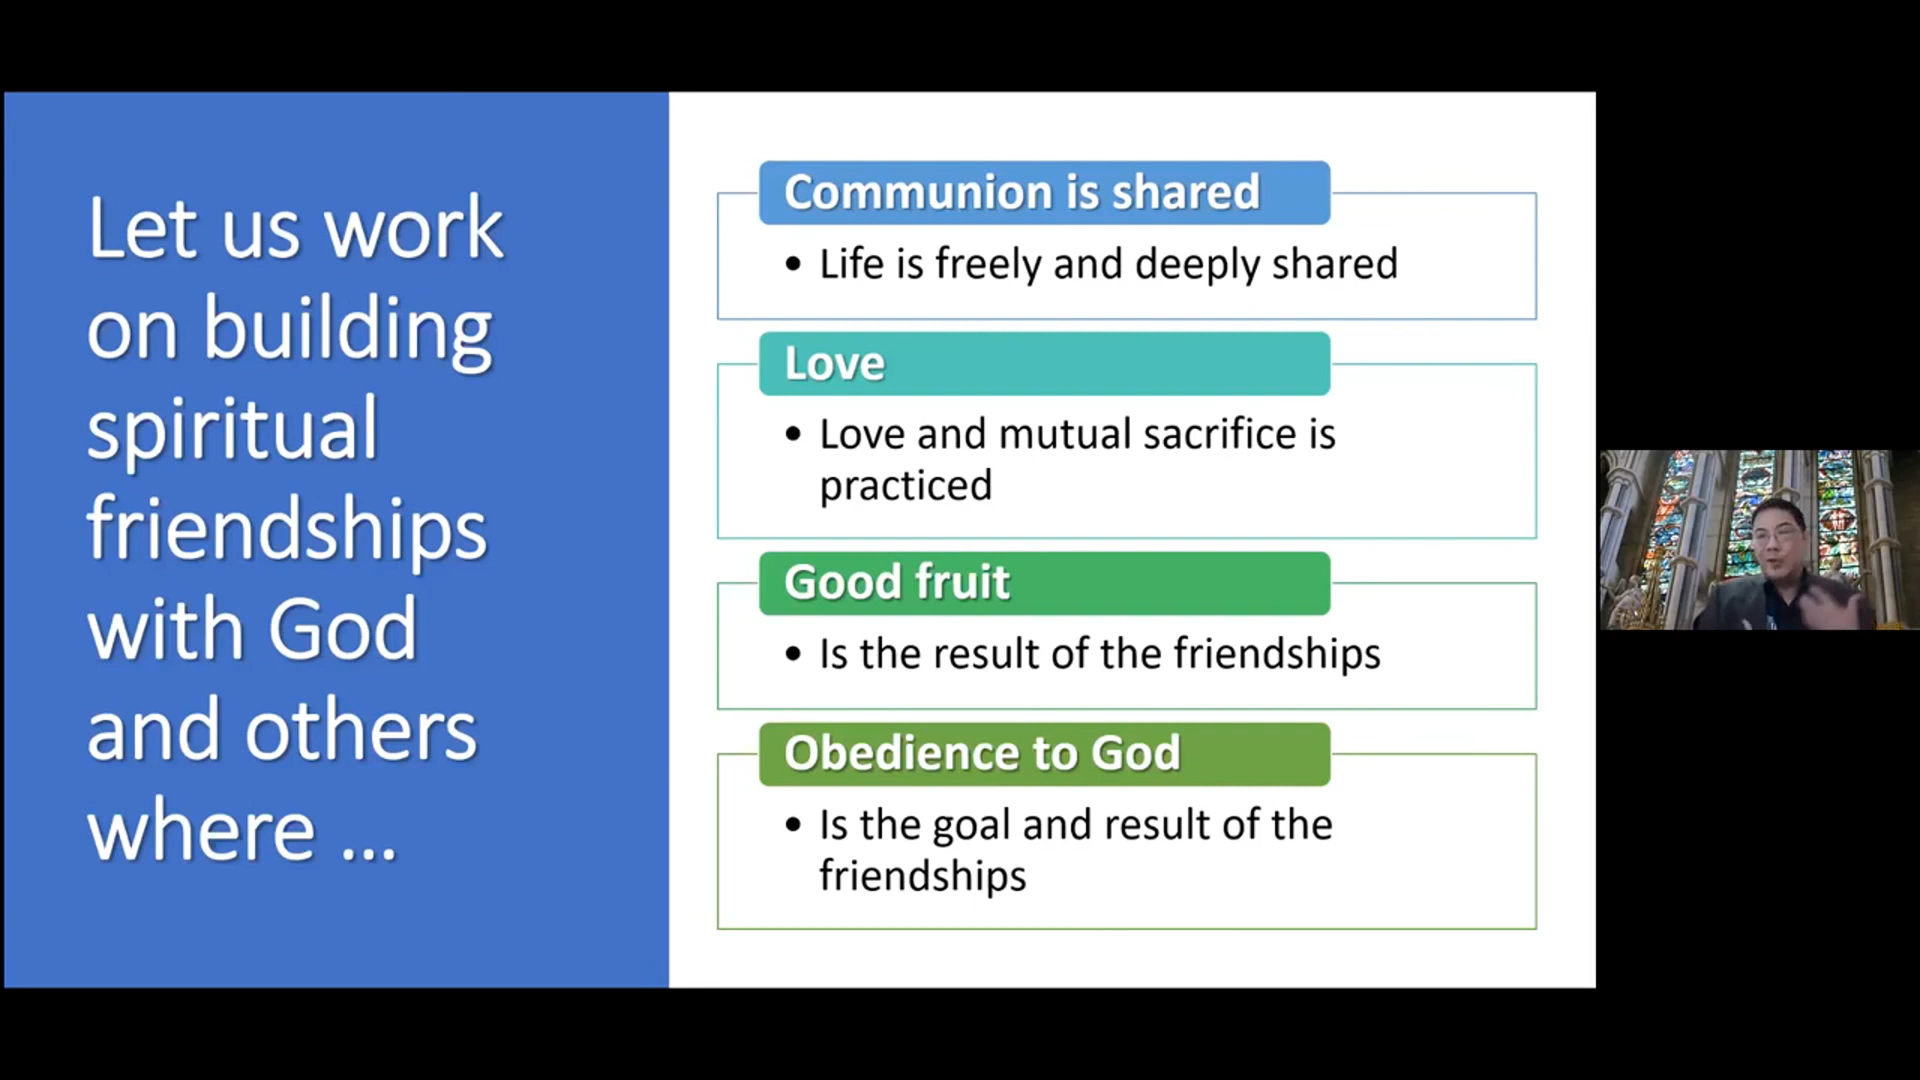 Let us work
on building
spiritual
friendships
with God
and others
where ...
Communion is shared
• Life is freely and deeply shared
Love
• Love and mutual sacrifice is
practiced
Good fruit
• Is the result of the friendships
Obedience to God
• Is the goal and result of the
friendships